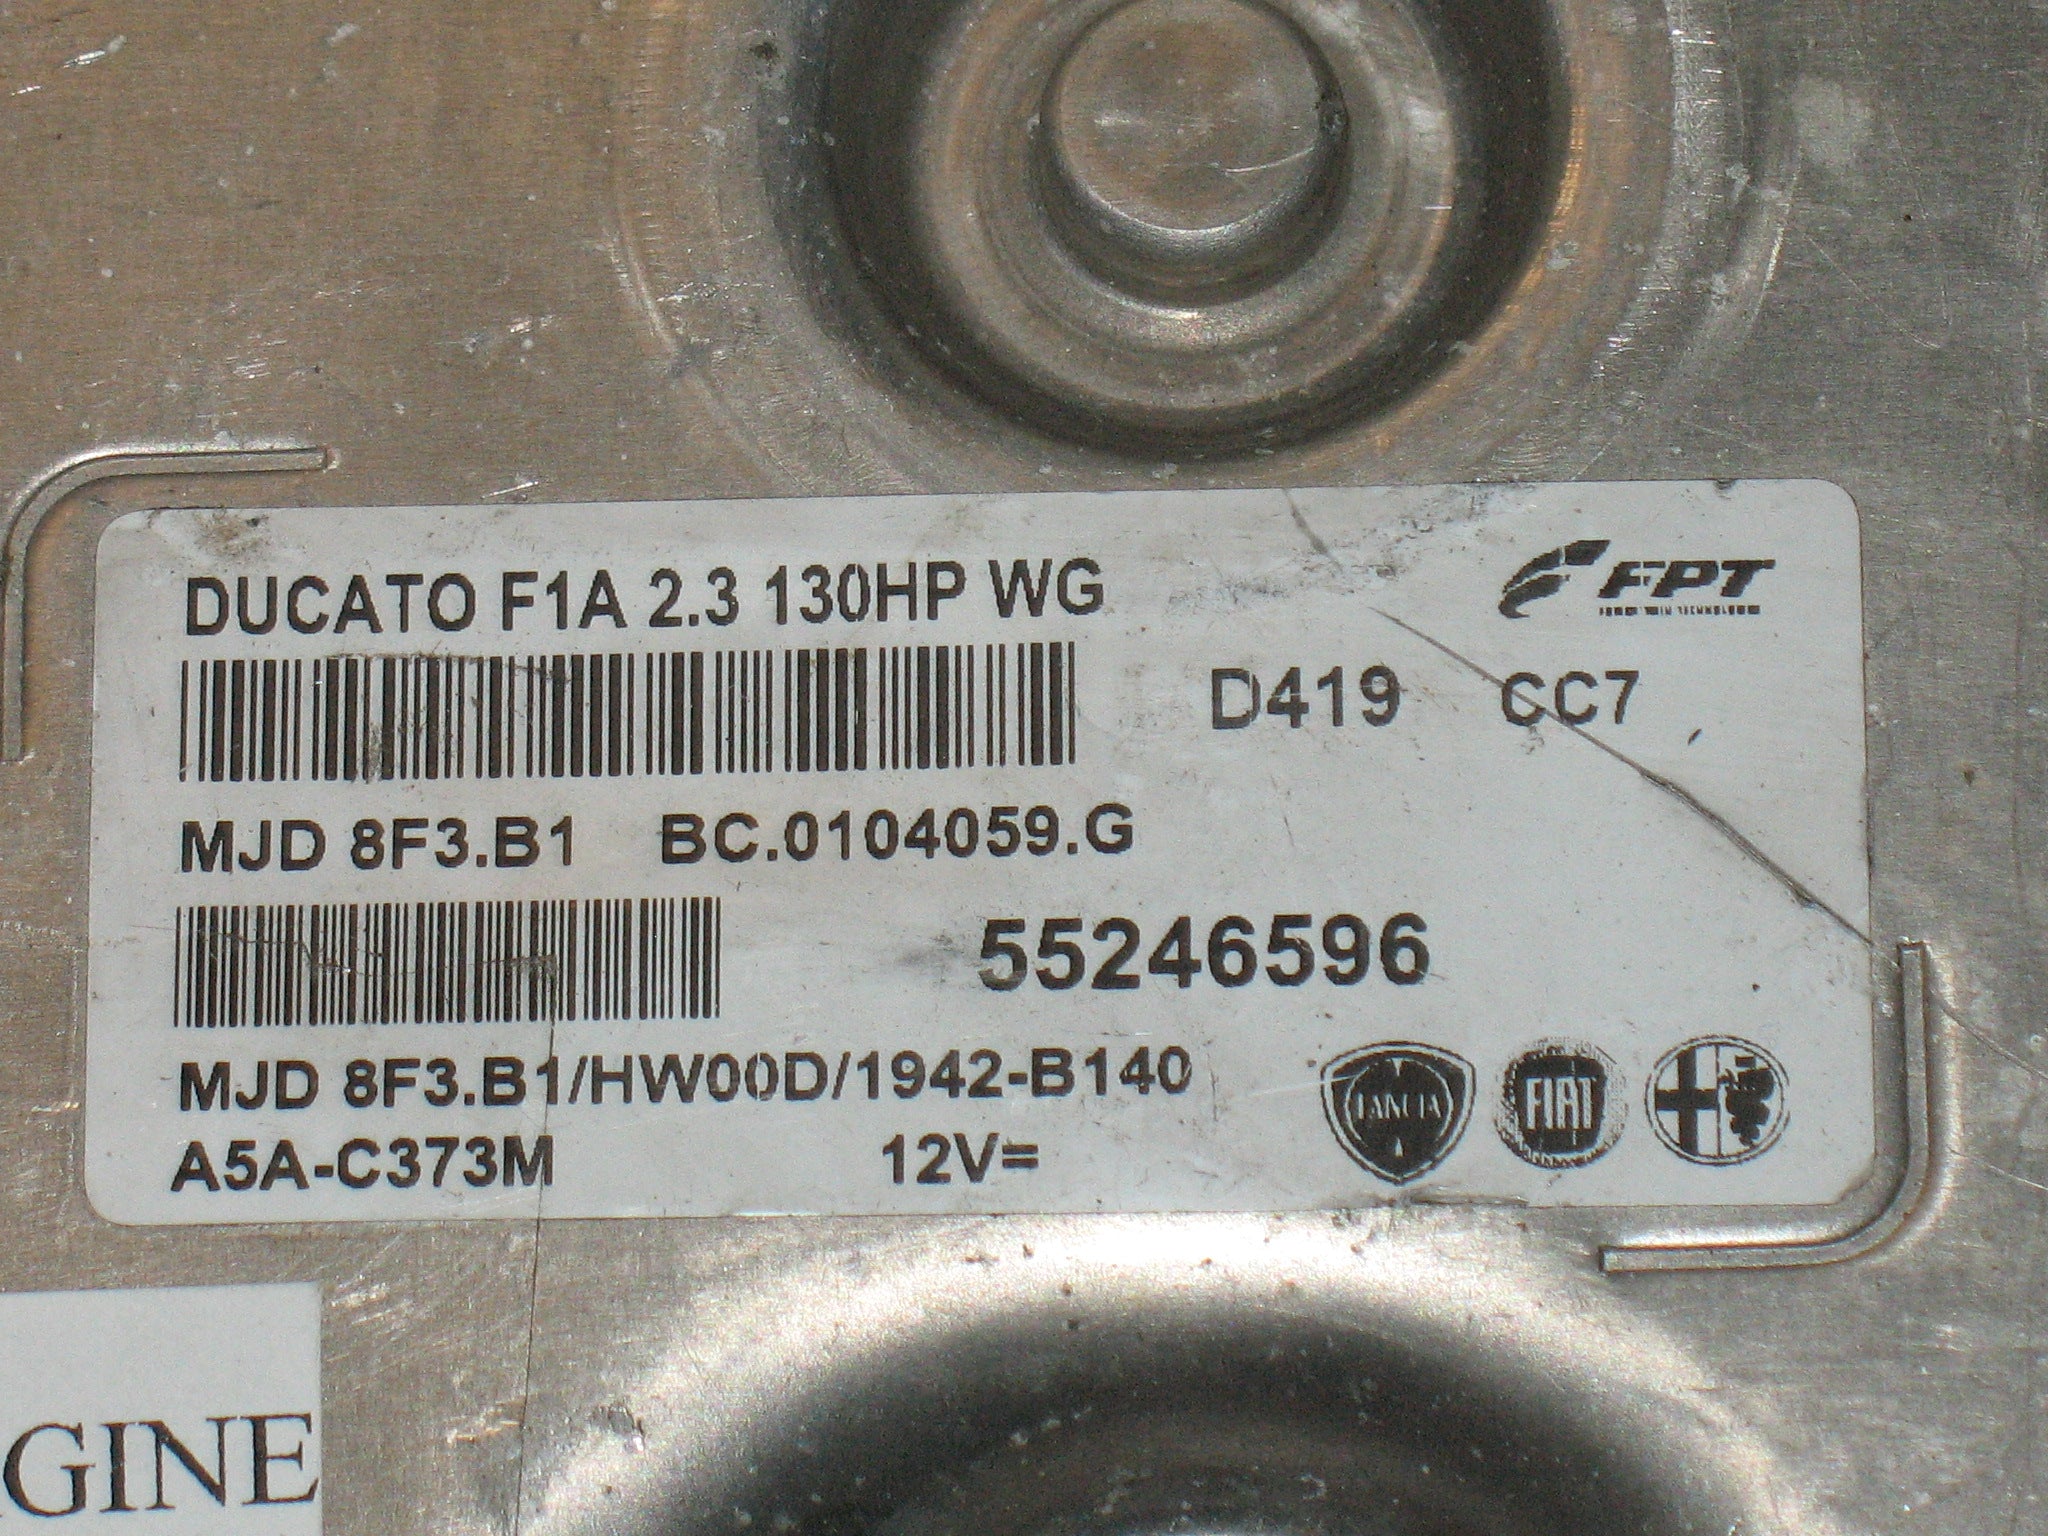 DUCATO F1A 2.3 130HP WG
FPT
D419 CC7
MJD 8F3.B1 BC.0104059.G
55246596
MJD 8F3.B1/HW00D/1942-B140
A5A-C373M 12V=
LANCIA FIAT
GINE